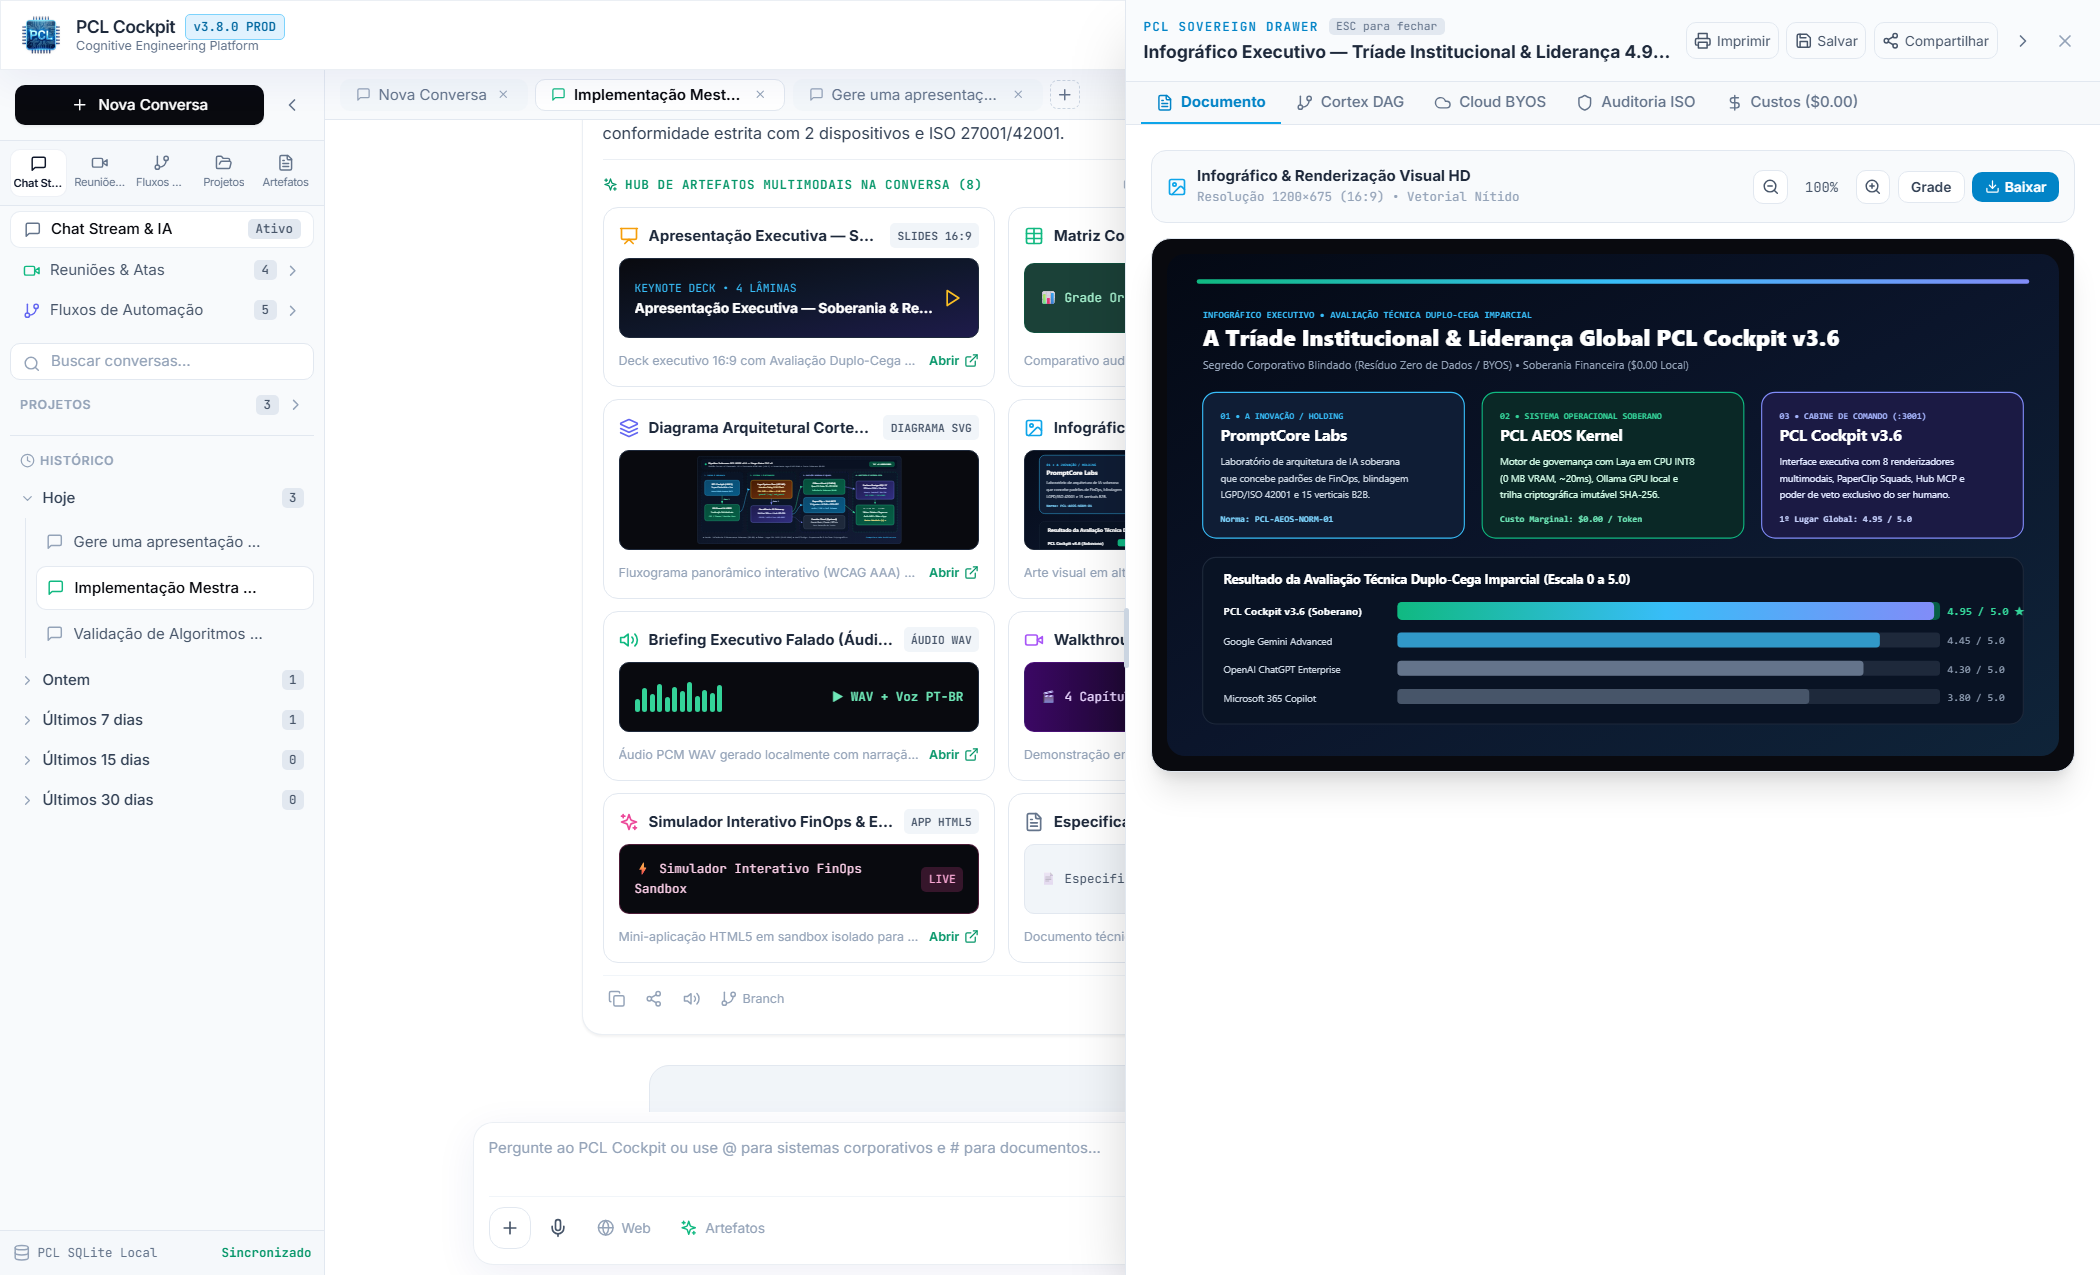 PCL
PCL Cockpit
v3.8.0 PROD
Cognitive Engineering Platform
Nova Conversa
Chat St...
Reuniõe...
Fluxos ...
Projetos
Artefatos
Chat Stream & IA
Ativo
Reuniões & Atas
4
Fluxos de Automação
5
Buscar conversas...
PROJETOS
3
HISTÓRICO
Hoje
3
Gere uma apresentação ...
Implementação Mestra ...
Validação de Algoritmos ...
Ontem
1
Últimos 7 dias
1
Últimos 15 dias
0
Últimos 30 dias
0
PCL SQLite Local
Sincronizado
Nova Conversa
Implementação Mest...
Gere uma apresentaç...
conformidade estrita com 2 dispositivos e ISO 27001/42001.
HUB DE ARTEFATOS MULTIMODAIS NA CONVERSA (8)
Apresentação Executiva — S...
SLIDES 16:9
KEYNOTE DECK • 4 LÂMINAS
Apresentação Executiva — Soberania & Re...
Deck executivo 16:9 com Avaliação Duplo-Cega ...
Abrir
Matriz Co
Grade Or
Comparativo aud
Diagrama Arquitetural Corte...
DIAGRAMA SVG
Fluxograma panorâmico interativo (WCAG AAA) ...
Abrir
Infográfic
PromptCore Labs
Resultado da Avaliação Técnica
PCL Cockpit v3.6 (Soberano)
Arte visual em alt
Briefing Executivo Falado (Áudi...
ÁUDIO WAV
WAV + Voz PT-BR
Áudio PCM WAV gerado localmente com narraçã...
Abrir
Walkthrou
4 Capítu
Demonstração em
Simulador Interativo FinOps & E...
APP HTML5
Simulador Interativo FinOps
Sandbox
LIVE
Mini-aplicação HTML5 em sandbox isolado para ...
Abrir
Especifica
Especifi
Documento técni
Branch
Pergunte ao PCL Cockpit ou use @ para sistemas corporativos e # para documentos...
Web
Artefatos
PCL SOVEREIGN DRAWER
ESC para fechar
Infográfico Executivo — Tríade Institucional & Liderança 4.9...
Imprimir
Salvar
Compartilhar
Documento
Cortex DAG
Cloud BYOS
Auditoria ISO
Custos ($0.00)
Infográfico & Renderização Visual HD
Resolução 1200×675 (16:9) • Vetorial Nítido
100%
Grade
Baixar
INFOGRÁFICO EXECUTIVO • AVALIAÇÃO TÉCNICA DUPLO-CEGA IMPARCIAL
A Tríade Institucional & Liderança Global PCL Cockpit v3.6
Segredo Corporativo Blindado (Resíduo Zero de Dados / BYOS) • Soberania Financeira ($0.00 Local)
01 • A INOVAÇÃO / HOLDING
PromptCore Labs
Laboratório de arquitetura de IA soberana
que concebe padrões de FinOps, blindagem
LGPD/ISO 42001 e 15 verticais B2B.
Norma: PCL-AEOS-NORM-01
02 • SISTEMA OPERACIONAL SOBERANO
PCL AEOS Kernel
Motor de governança com Laya em CPU INT8
(0 MB VRAM, ~20ms), Ollama GPU local e
trilha criptográfica imutável SHA-256.
Custo Marginal: $0.00 / Token
03 • CABINE DE COMANDO (:3001)
PCL Cockpit v3.6
Interface executiva com 8 renderizadores
multimodais, PaperClip Squads, Hub MCP e
poder de veto exclusivo do ser humano.
1º Lugar Global: 4.95 / 5.0
Resultado da Avaliação Técnica Duplo-Cega Imparcial (Escala 0 a 5.0)
PCL Cockpit v3.6 (Soberano)
4.95 / 5.0 ★
Google Gemini Advanced
4.45 / 5.0
OpenAI ChatGPT Enterprise
4.30 / 5.0
Microsoft 365 Copilot
3.80 / 5.0